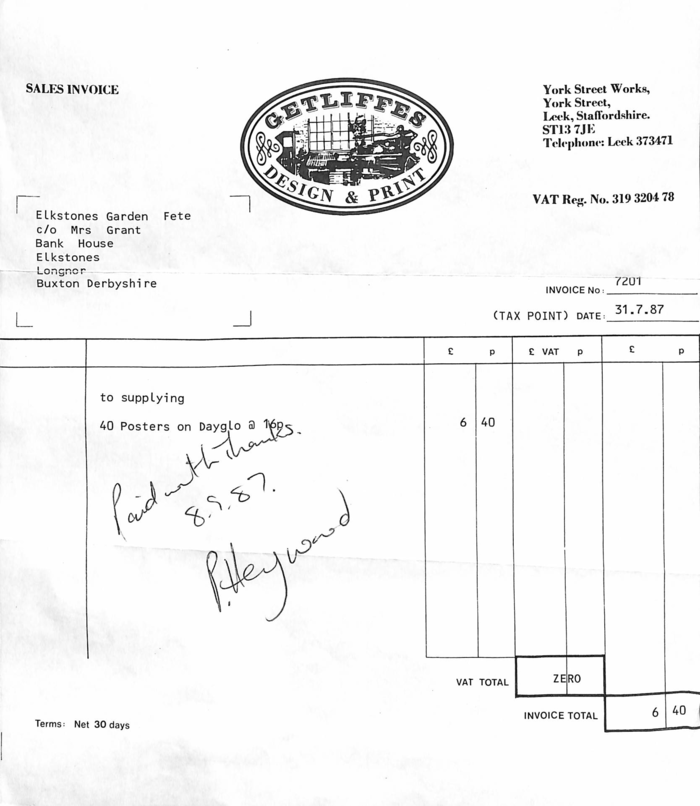 SALES INVOICE
GETLIFFES
DESIGN & PRINT
York Street Works,
York Street,
Leek, Staffordshire.
ST13 7JE
Telephone: Leek 373471
VAT Reg. No. 319 3204 78
Elkstones Garden Fete
c/o Mrs Grant
Bank House
Elkstones
Longnor
Buxton Derbyshire
INVOICE No: 7201
(TAX POINT) DATE: 31.7.87
£ p £ VAT p £ p
to supplying
40 Posters on Dayglo @ 16p 6 40
Paid with Thanks.
8.9.87.
P. Heywood
VAT TOTAL ZERO
INVOICE TOTAL 6 40
Terms: Net 30 days